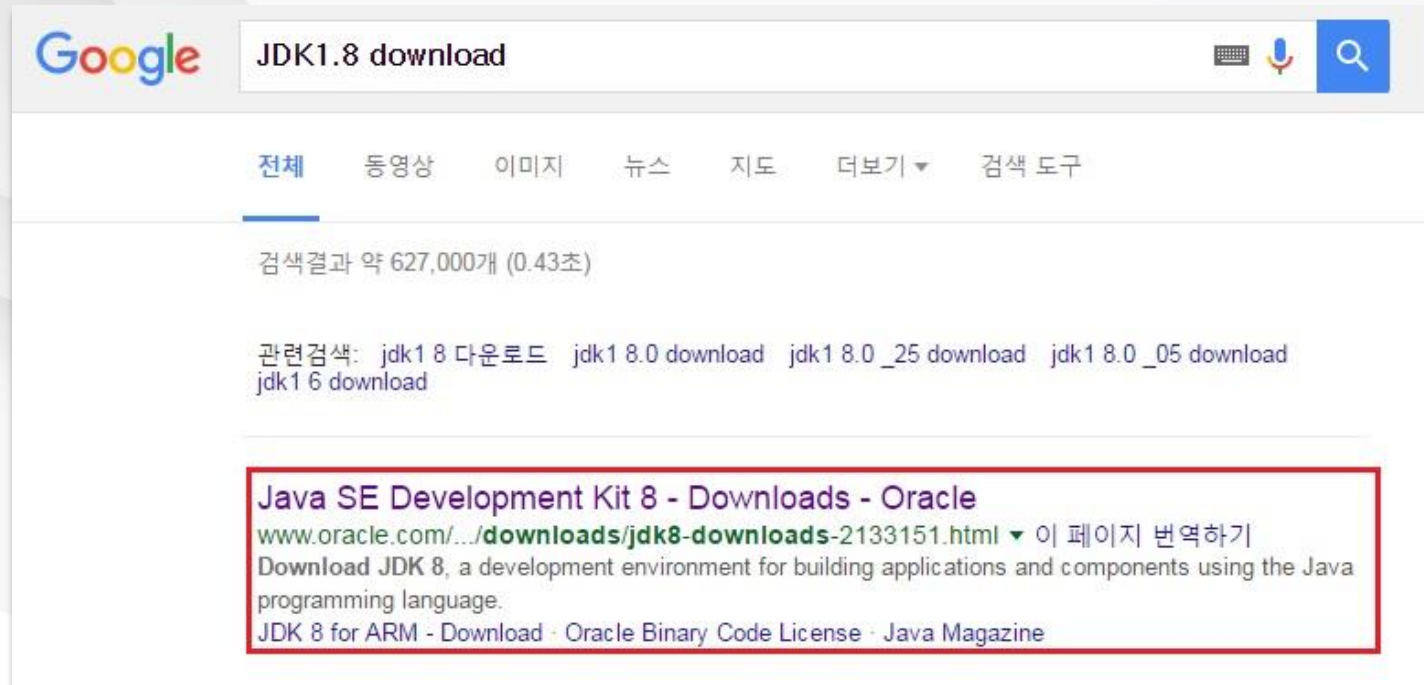 Google JDK1.8 download
전체 동영상 이미지 뉴스 지도 더보기 검색 도구
검색결과 약 627,000개 (0.43초)
관련검색: jdk1 8 다운로드 jdk1 8.0 download jdk1 8.0 _25 download jdk1 8.0 _05 download
jdk1 6 download
Java SE Development Kit 8 - Downloads - Oracle
www.oracle.com/.../downloads/jdk8-downloads-2133151.html ▾ 이 페이지 번역하기
Download JDK 8, a development environment for building applications and components using the Java
programming language.
JDK 8 for ARM - Download · Oracle Binary Code License · Java Magazine